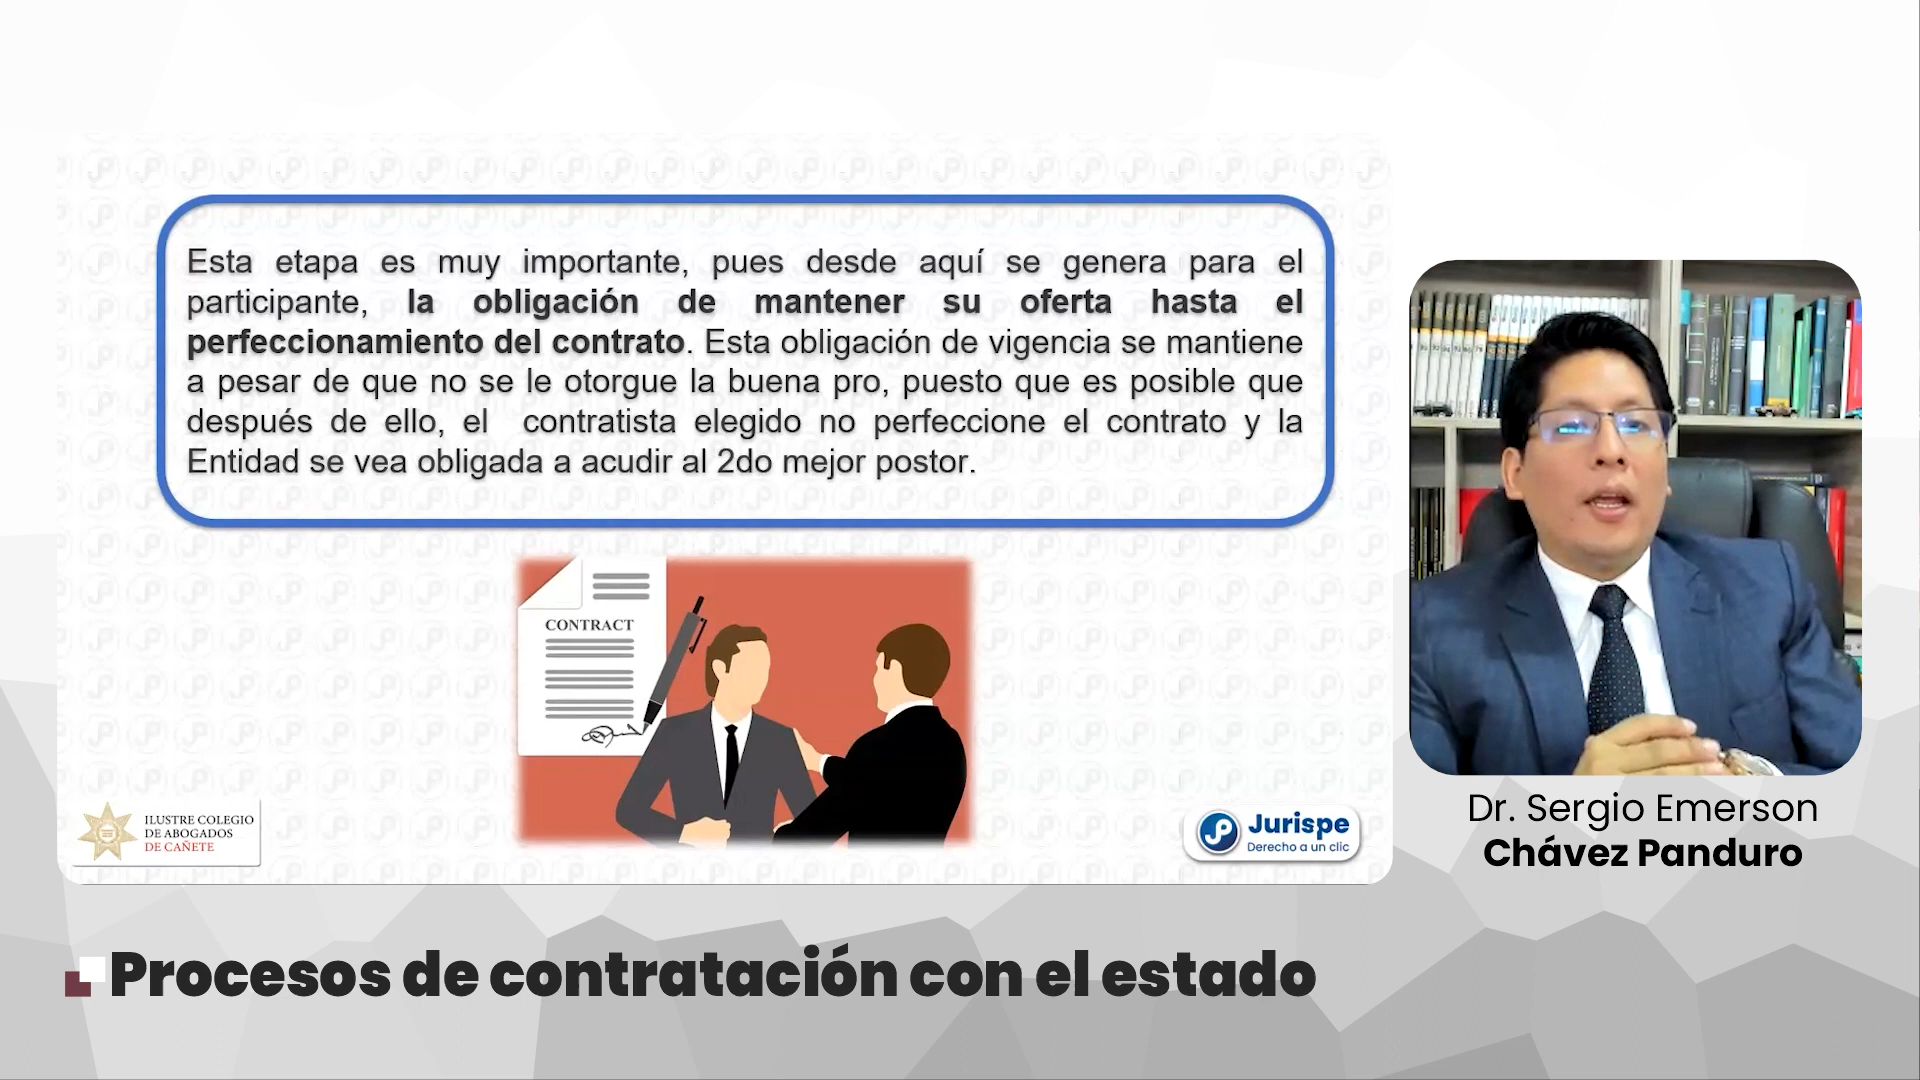 Esta etapa es muy importante, pues desde aquí se genera para el
participante, la obligación de mantener su oferta hasta el
perfeccionamiento del contrato. Esta obligación de vigencia se mantiene
a pesar de que no se le otorgue la buena pro, puesto que es posible que
después de ello, el contratista elegido no perfeccione el contrato y la
Entidad se vea obligada a acudir al 2do mejor postor.
CONTRACT
ILUSTRE COLEGIO
DE ABOGADOS
DE CAÑETE
Jurispe
Derecho a un clic
Dr. Sergio Emerson
Chávez Panduro
Procesos de contratación con el estado